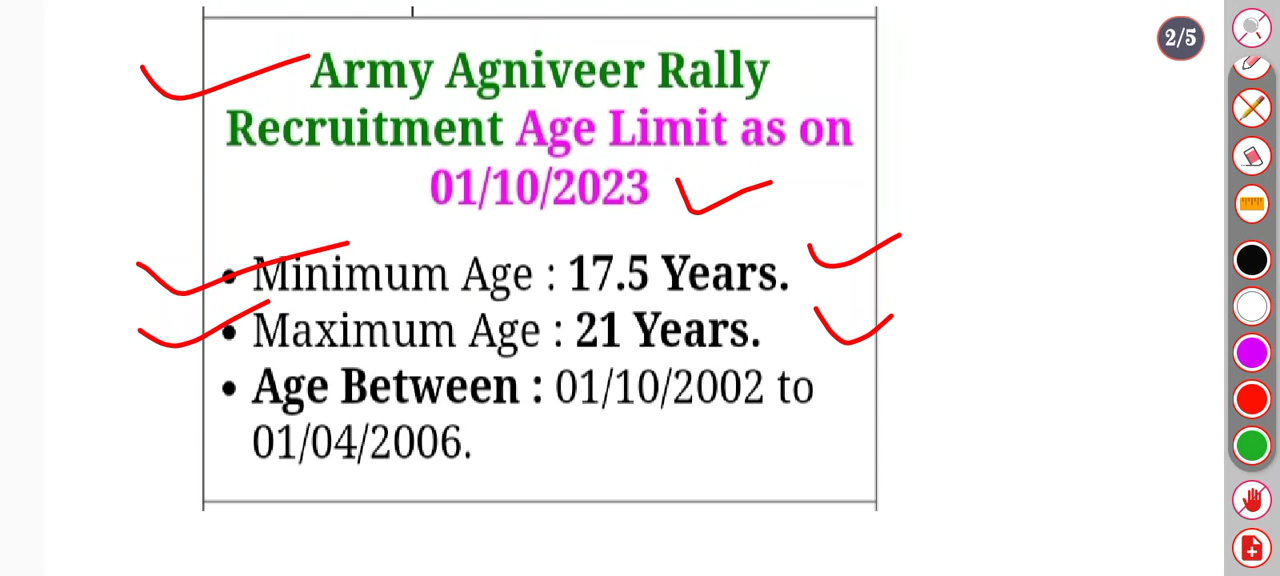 2/5
Army Agniveer Rally
Recruitment Age Limit as on
01/10/2023
• Minimum Age : 17.5 Years.
• Maximum Age : 21 Years.
• Age Between : 01/10/2002 to
01/04/2006.